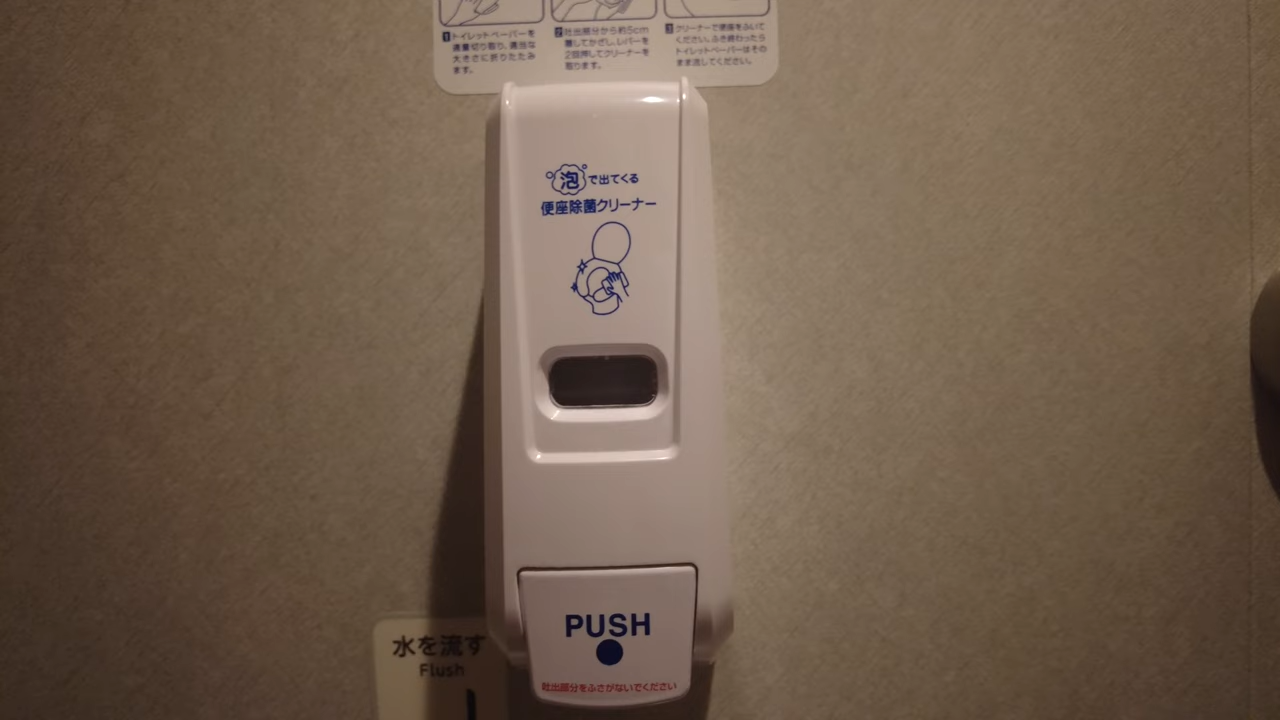 1 トイレットペーパーを
適量切り取り、適当な
大きさに折りたたみ
ます。
2 吐出部分から約5cm
離してかざし、レバーを
2回押してクリーナーを
取ります。
3 クリーナーで便座をふいて
ください。ふき終わったら
トイレットペーパーはその
まま流してください。
泡で出てくる
便座除菌クリーナー
PUSH
吐出部分をふさがないでください
水を流す
Flush